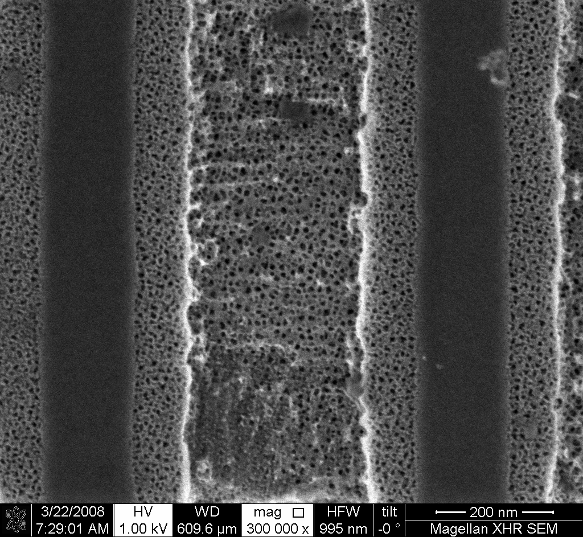 3/22/2008 HV WD mag □ HFW tilt 200 nm
7:29:01 AM 1.00 kV 609.6 µm 300 000 x 995 nm -0 ° Magellan XHR SEM